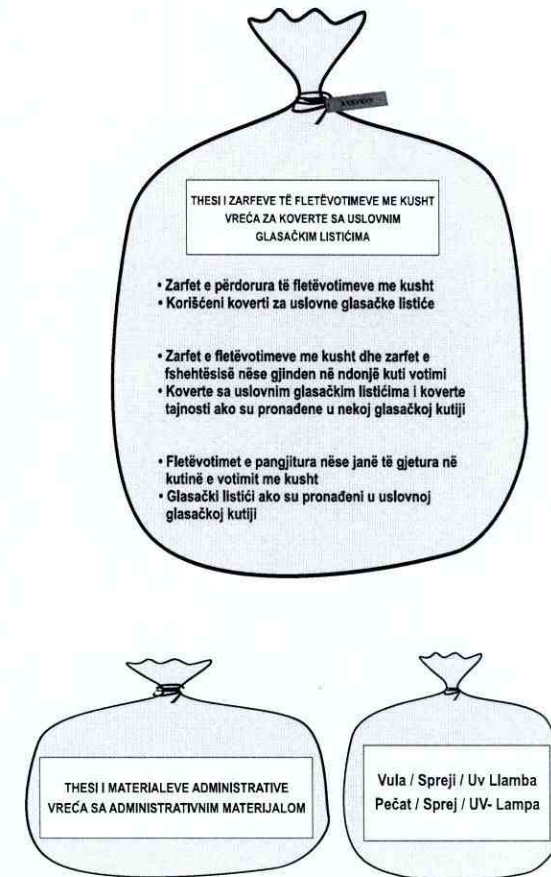 THESI I ZARFEVE TË FLETËVOTIMEVE ME KUSHT
VREĆA ZA KOVERTE SA USLOVNIM
GLASAČKIM LISTIĆIMA
• Zarfet e përdorura të fletëvotimeve me kusht
• Korišćeni koverti za uslovne glasačke listiće
• Zarfet e fletëvotimeve me kusht dhe zarfet e
fshehtësisë nëse gjinden në ndonjë kuti votimi
• Koverte sa uslovnim glasačkim listićima i koverte
tajnosti ako su pronađene u nekoj glasačkoj kutiji
• Fletëvotimet e pangjitura nëse janë të gjetura në
kutinë e votimit me kusht
• Glasački listići ako su pronađeni u uslovnoj
glasačkoj kutiji
THESI I MATERIALEVE ADMINISTRATIVE
VREĆA SA ADMINISTRATIVNIM MATERIJALOM
Vula / Spreji / Uv Llamba
Pečat / Sprej / UV- Lampa